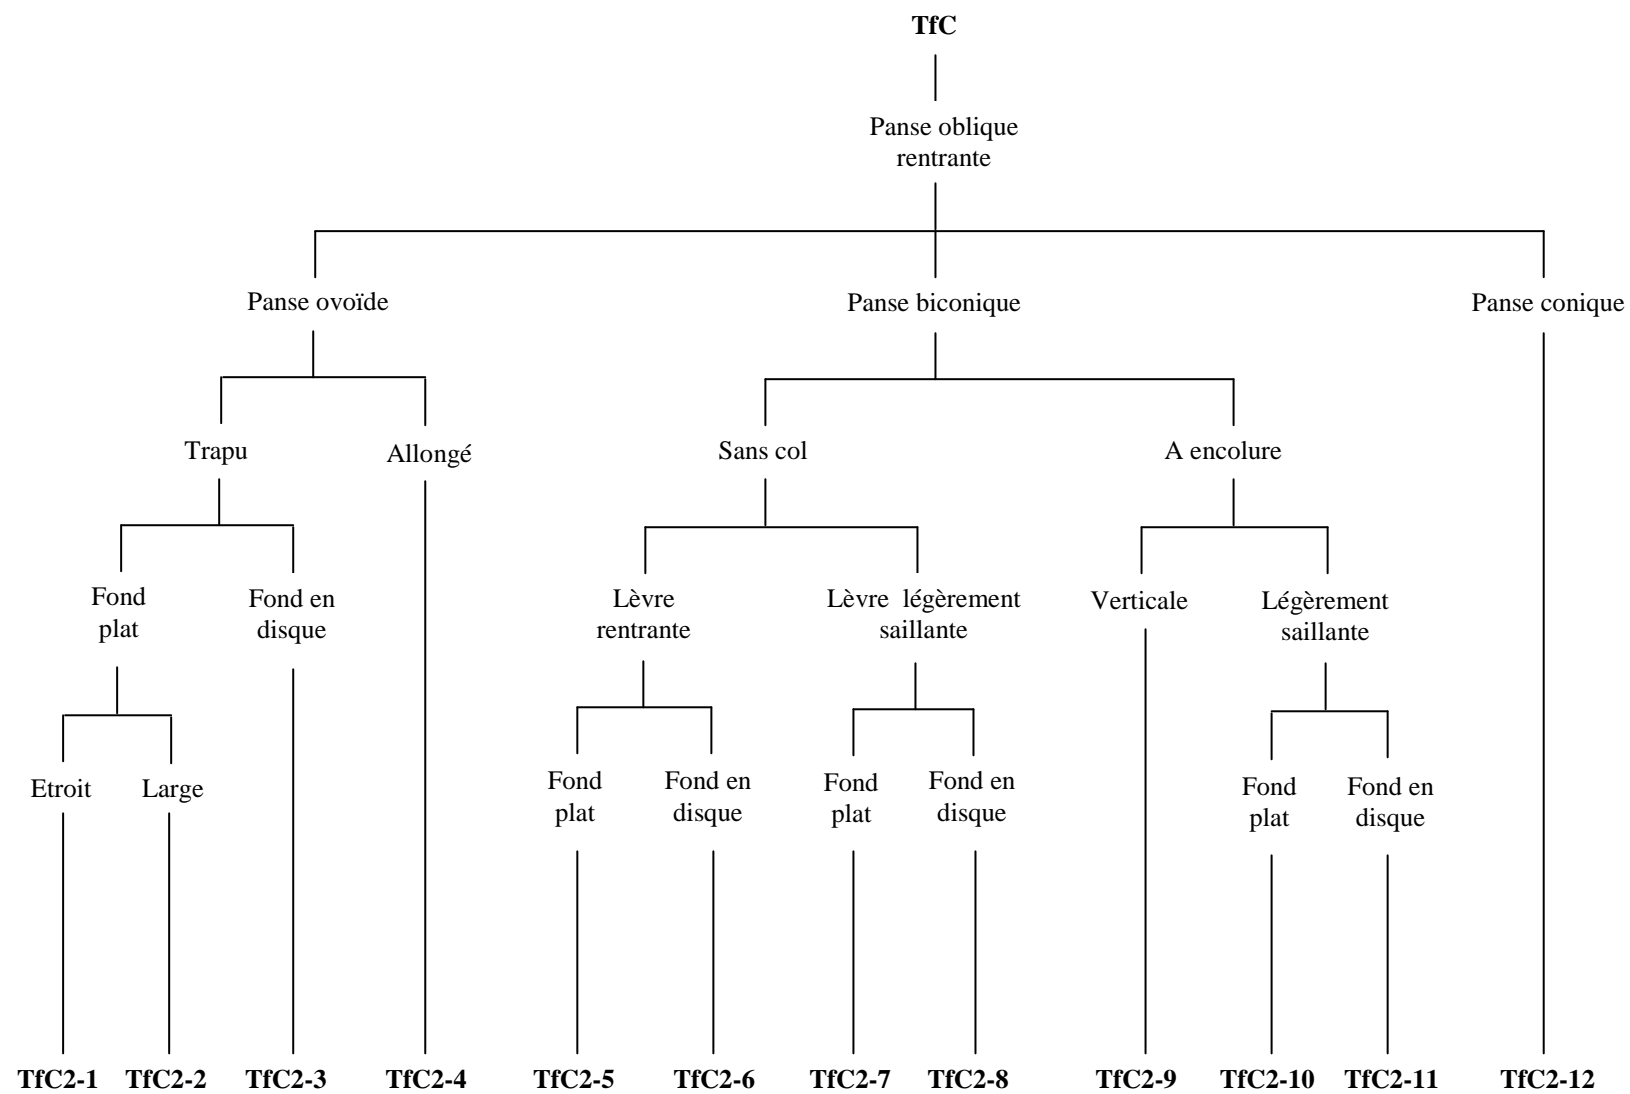 TfC
Panse oblique
rentrante
Panse ovoïde
Panse biconique
Panse conique
Trapu
Allongé
Sans col
A encolure
Fond
plat
Fond en
disque
Lèvre
rentrante
Lèvre légèrement
saillante
Verticale
Légèrement
saillante
Etroit
Large
Fond
plat
Fond en
disque
Fond
plat
Fond en
disque
Fond
plat
Fond en
disque
TfC2-1
TfC2-2
TfC2-3
TfC2-4
TfC2-5
TfC2-6
TfC2-7
TfC2-8
TfC2-9
TfC2-10
TfC2-11
TfC2-12